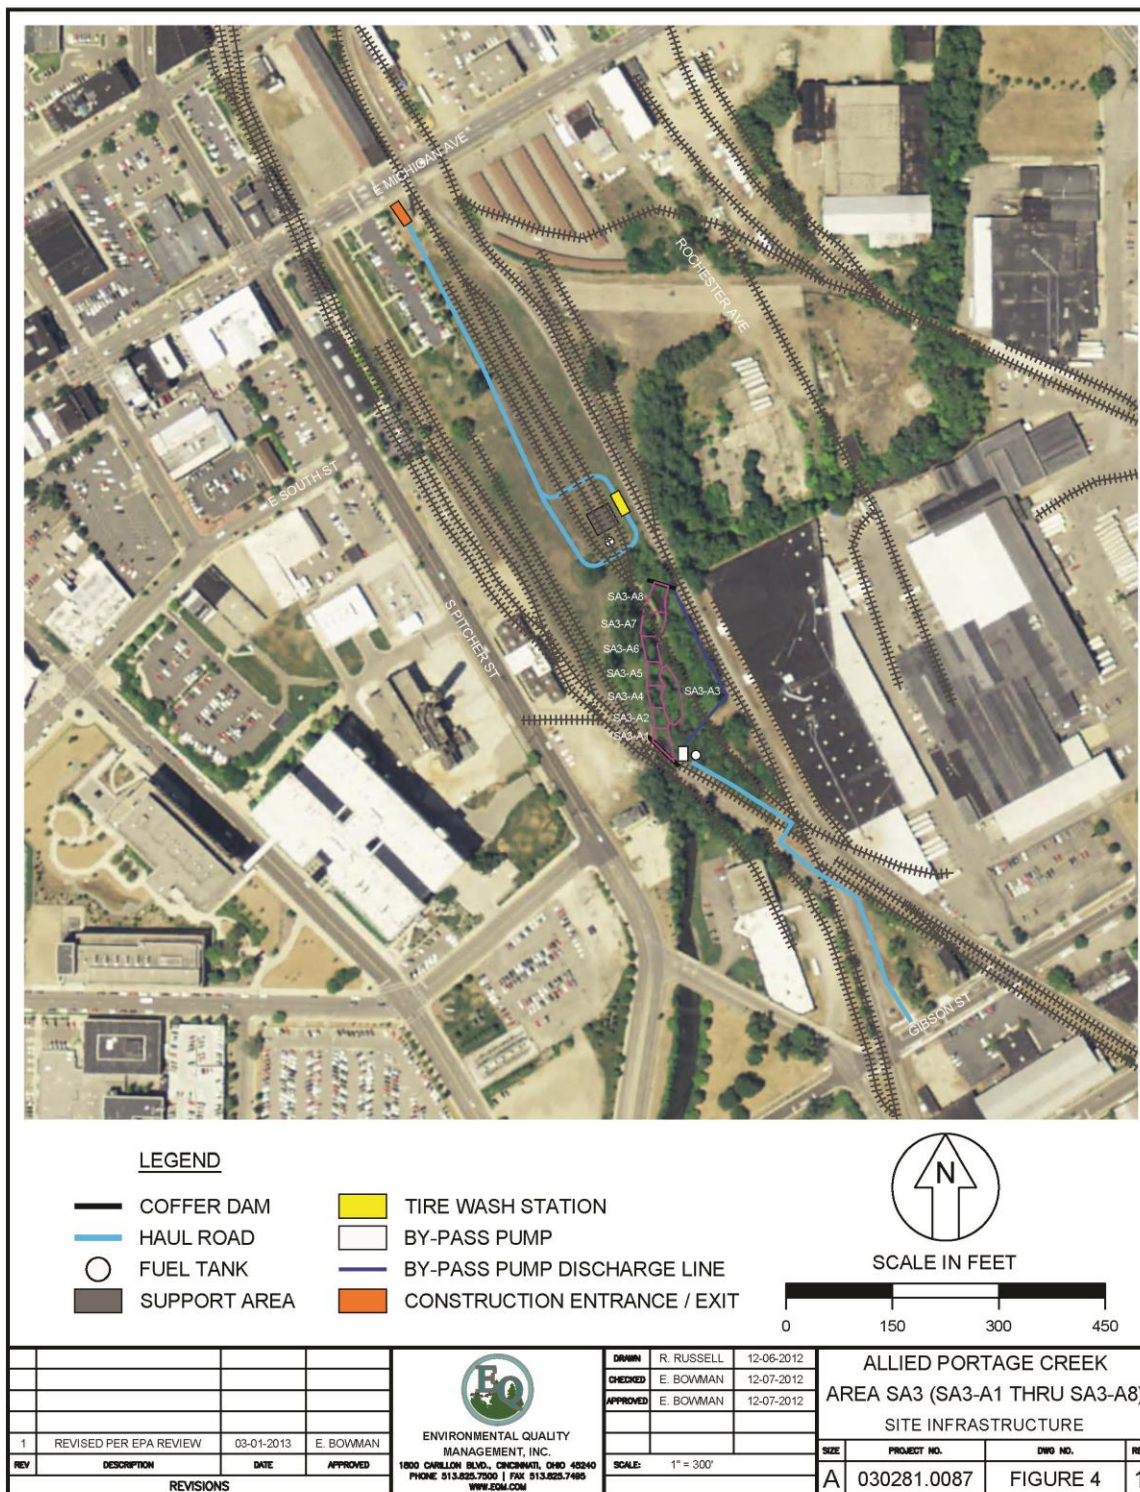 E MICHIGAN AVE
ROCHESTER AVE
E SOUTH ST
S PITCHER ST
SA3-A8
SA3-A7
SA3-A6
SA3-A5
SA3-A4
SA3-A3
SA3-A2
SA3-A1
GIBSON ST
LEGEND
COFFER DAM
HAUL ROAD
FUEL TANK
SUPPORT AREA
TIRE WASH STATION
BY-PASS PUMP
BY-PASS PUMP DISCHARGE LINE
CONSTRUCTION ENTRANCE / EXIT
N
SCALE IN FEET
0 150 300 450
1 REVISED PER EPA REVIEW 03-01-2013 E. BOWMAN
REV DESCRIPTION DATE APPROVED
REVISIONS
EQ
ENVIRONMENTAL QUALITY
MANAGEMENT, INC.
1800 CARILLON BLVD., CINCINNATI, OHIO 45240
PHONE 513.825.7500 | FAX 513.825.7495
WWW.EQM.COM
DRAWN R. RUSSELL 12-06-2012
CHECKED E. BOWMAN 12-07-2012
APPROVED E. BOWMAN 12-07-2012
SCALE: 1" = 300'
ALLIED PORTAGE CREEK
AREA SA3 (SA3-A1 THRU SA3-A8)
SITE INFRASTRUCTURE
SIZE PROJECT NO. DWG NO.
A 030281.0087 FIGURE 4 1